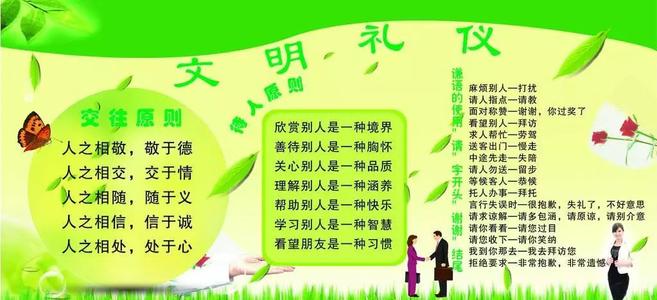 文明礼仪
交往原则
人之相敬，敬于德
人之相交，交于情
人之相随，随于义
人之相信，信于诚
人之相处，处于心
待人原则
欣赏别人是一种境界
善待别人是一种胸怀
关心别人是一种品质
理解别人是一种涵养
帮助别人是一种快乐
学习别人是一种智慧
看望朋友是一种习惯
谦语的使用"请"字开头"谢谢"结尾
麻烦别人—打扰
请人指点—请教
面对称赞—谢谢，你过奖了
看望别人—拜访
求人帮忙—劳驾
送客出门—慢走
中途先走—失陪
请人勿送—留步
等候客人—恭候
托人办事—拜托
言行失误时—很抱歉，失礼了，不好意思
请求谅解—请多包涵，请原谅，请别介意
请你看看—请您过目
请您收下—请你笑纳
我到你那去—我去拜访您
拒绝要求—非常抱歉，非常遗憾